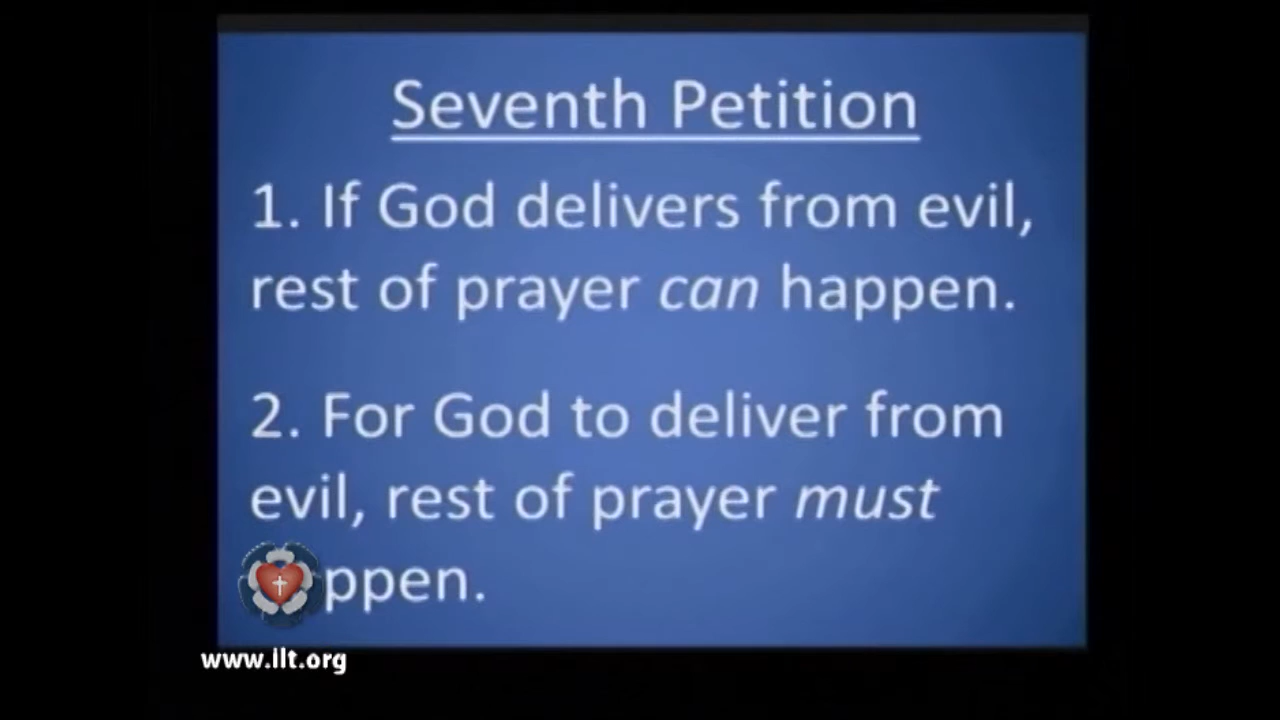 Seventh Petition
1. If God delivers from evil,
rest of prayer can happen.
2. For God to deliver from
evil, rest of prayer must
ppen.
www.ilt.org